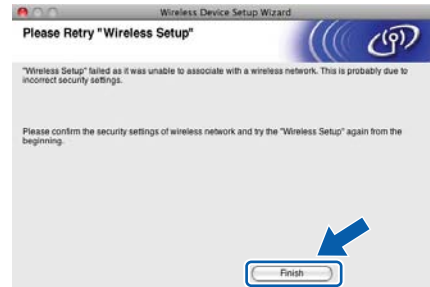 Wireless Device Setup Wizard
Please Retry "Wireless Setup"
"Wireless Setup" failed as it was unable to associate with a wireless network. This is probably due to
incorrect security settings.
Please confirm the security settings of wireless network and try the "Wireless Setup" again from the
beginning.
Finish